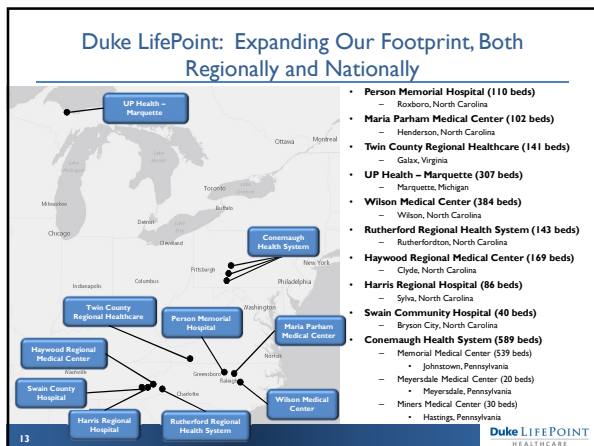 Duke LifePoint: Expanding Our Footprint, Both
Regionally and Nationally
UP Health –
Marquette
Ottawa
Montreal
Lake
Michigan
Toronto
Milwaukee
Buffalo
Detroit
Chicago
Cleveland
Conemaugh
Health System
Pittsburgh
New York
Indianapolis
Columbus
Philadelphia
Washington
Twin County
Regional Healthcare
Person Memorial
Hospital
Maria Parham
Medical Center
Haywood Regional
Medical Center
Nashville
Greensboro
Raleigh
Norfolk
Swain County
Hospital
Charlotte
Wilson Medical
Center
Harris Regional
Hospital
Rutherford Regional
Health System
• Person Memorial Hospital (110 beds)
– Roxboro, North Carolina
• Maria Parham Medical Center (102 beds)
– Henderson, North Carolina
• Twin County Regional Healthcare (141 beds)
– Galax, Virginia
• UP Health – Marquette (307 beds)
– Marquette, Michigan
• Wilson Medical Center (384 beds)
– Wilson, North Carolina
• Rutherford Regional Health System (143 beds)
– Rutherfordton, North Carolina
• Haywood Regional Medical Center (169 beds)
– Clyde, North Carolina
• Harris Regional Hospital (86 beds)
– Sylva, North Carolina
• Swain Community Hospital (40 beds)
– Bryson City, North Carolina
• Conemaugh Health System (589 beds)
– Memorial Medical Center (539 beds)
• Johnstown, Pennsylvania
– Meyersdale Medical Center (20 beds)
• Meyersdale, Pennsylvania
– Miners Medical Center (30 beds)
• Hastings, Pennsylvania
13
Duke LIFEPOINT
HEALTHCARE